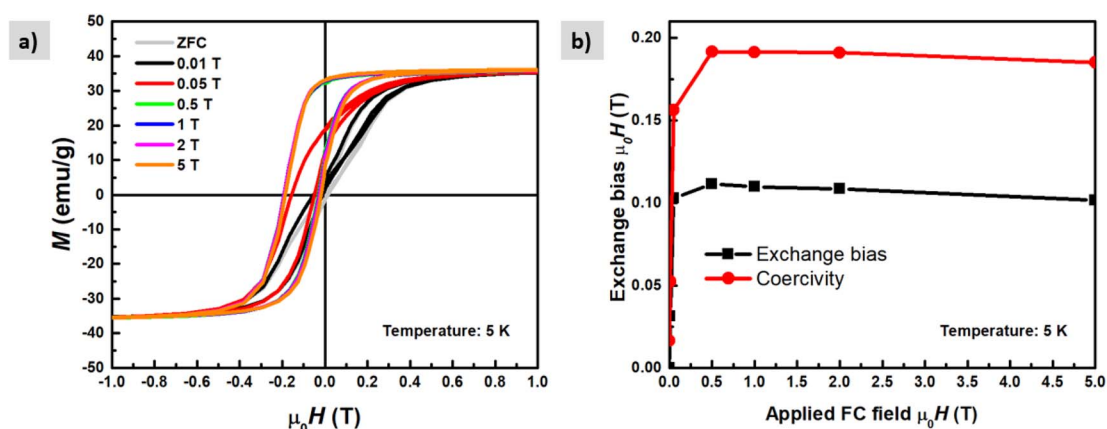 a)
50
40
30
20
10
0
-10
-20
-30
-40
-50
M (emu/g)
ZFC
0.01 T
0.05 T
0.5 T
1 T
2 T
5 T
Temperature: 5 K
-1.0 -0.8 -0.6 -0.4 -0.2 0.0 0.2 0.4 0.6 0.8 1.0
μ₀H (T)
b)
0.20
0.15
0.10
0.05
0.00
Exchange bias μ₀H (T)
Exchange bias
Coercivity
Temperature: 5 K
0.0 0.5 1.0 1.5 2.0 2.5 3.0 3.5 4.0 4.5 5.0
Applied FC field μ₀H (T)